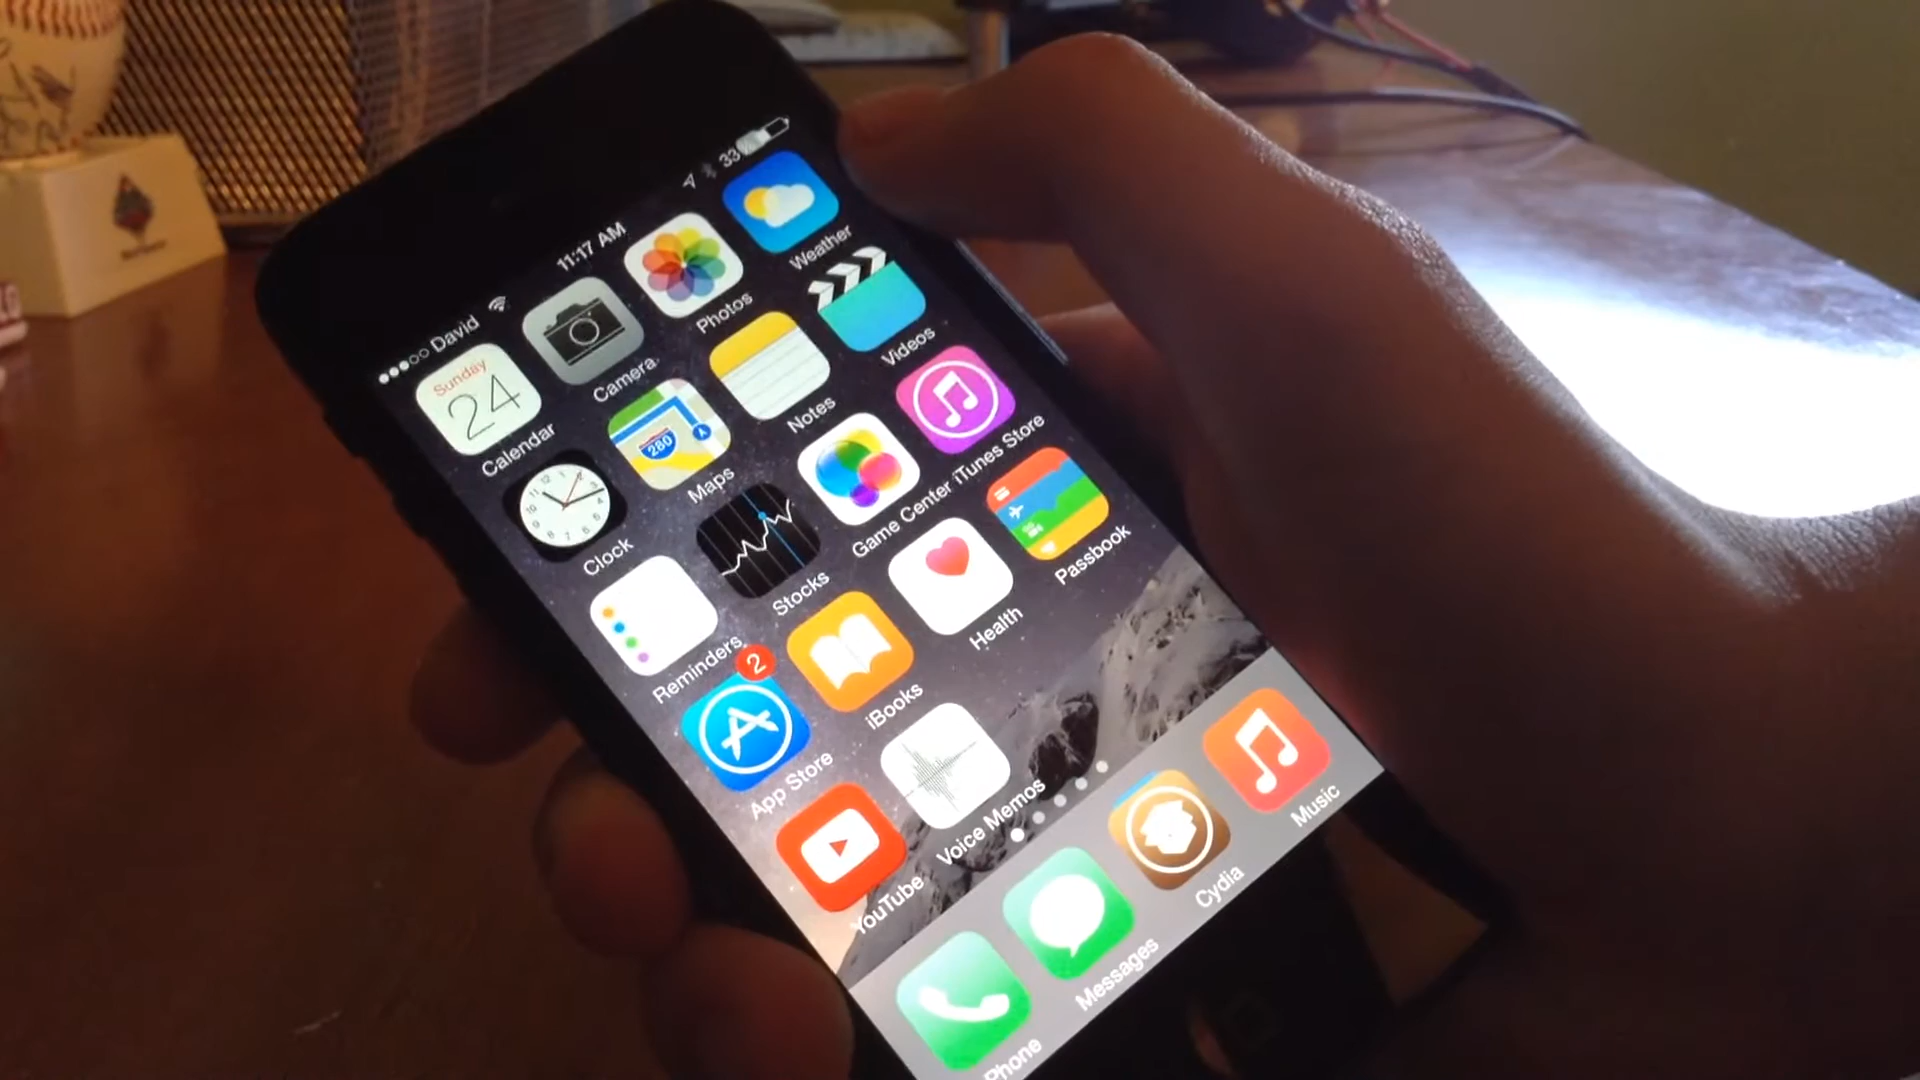 David 11:17 AM 33%
Sunday
24
Calendar
Camera
Photos
Weather
Clock
280
Maps
Notes
Videos
Reminders
Stocks
Game Center
iTunes Store
2
App Store
iBooks
Health
Passbook
YouTube
Voice Memos
Phone
Messages
Cydia
Music